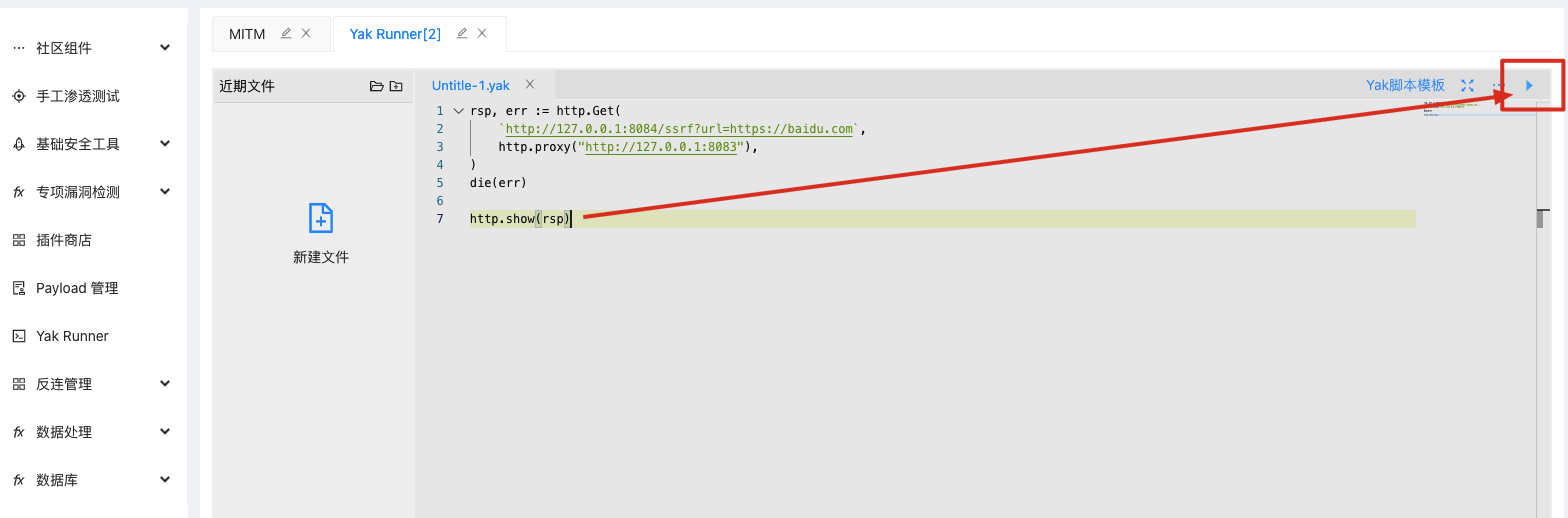 社区组件
手工渗透测试
基础安全工具
专项漏洞检测
插件商店
Payload 管理
Yak Runner
反连管理
数据处理
数据库
MITM
Yak Runner[2]
近期文件
新建文件
Untitle-1.yak
Yak脚本模板
1 rsp, err := http.Get(
2 `http://127.0.0.1:8084/ssrf?url=https://baidu.com`,
3 http.proxy("http://127.0.0.1:8083"),
4 )
5 die(err)
6
7 http.show(rsp)